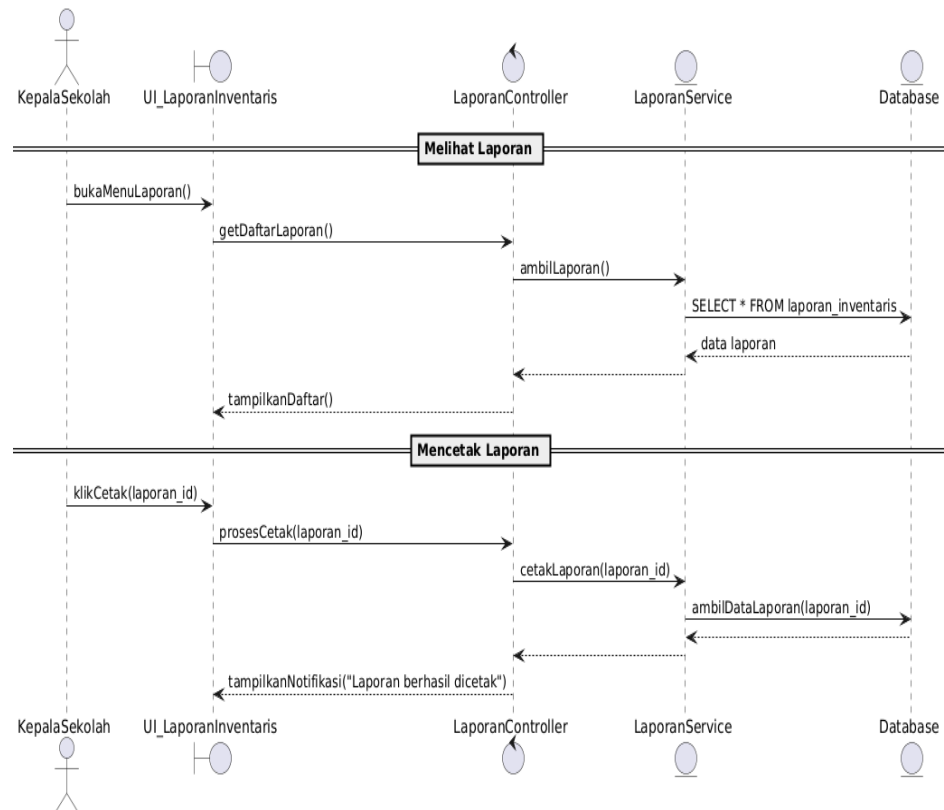 KepalaSekolah UI_LaporanInventaris LaporanController LaporanService Database
Melihat Laporan
bukaMenuLaporan()
getDaftarLaporan()
ambilLaporan()
SELECT * FROM laporan_inventaris
data laporan
tampilkanDaftar()
Mencetak Laporan
klikCetak(laporan_id)
prosesCetak(laporan_id)
cetakLaporan(laporan_id)
ambilDataLaporan(laporan_id)
tampilkanNotifikasi("Laporan berhasil dicetak")
KepalaSekolah UI_LaporanInventaris LaporanController LaporanService Database